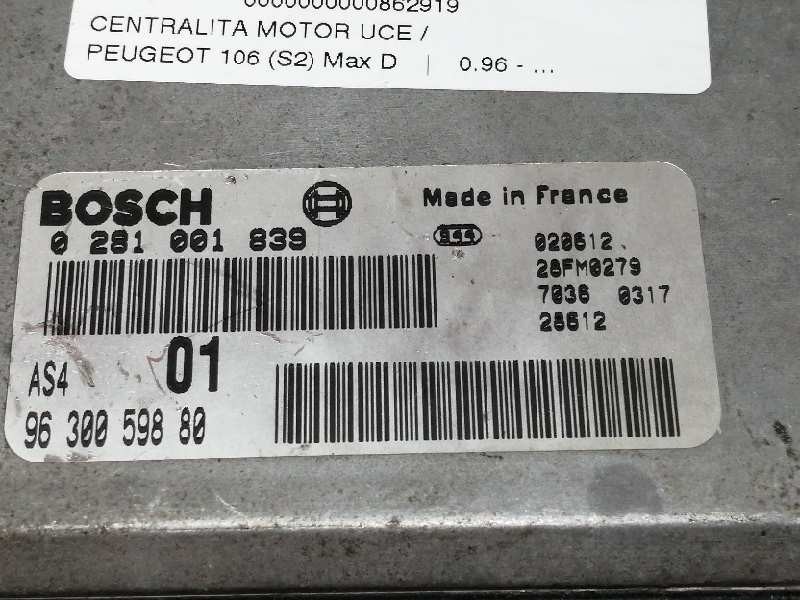 0000000000862919
CENTRALITA MOTOR UCE /
PEUGEOT 106 (S2) Max D | 0.96 - ...
BOSCH
Made in France
0 281 001 839
944
020612
28FM0279
7036 0317
28612
AS4 01
96 300 598 80